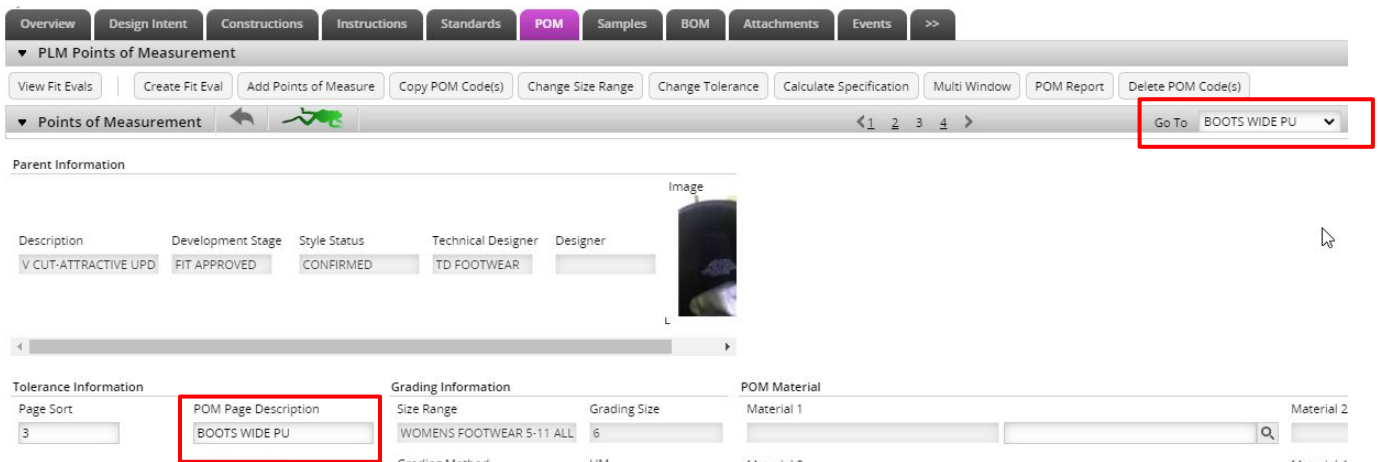 Overview Design Intent Constructions Instructions Standards POM Samples BOM Attachments Events >>
PLM Points of Measurement
View Fit Evals Create Fit Eval Add Points of Measure Copy POM Code(s) Change Size Range Change Tolerance Calculate Specification Multi Window POM Report Delete POM Code(s)
Points of Measurement 1 2 3 4 Go To BOOTS WIDE PU
Parent Information
Image
Description Development Stage Style Status Technical Designer Designer
V CUT-ATTRACTIVE UPD FIT APPROVED CONFIRMED TD FOOTWEAR
Tolerance Information Grading Information POM Material
Page Sort POM Page Description Size Range Grading Size Material 1 Material 2
3 BOOTS WIDE PU WOMENS FOOTWEAR 5-11 ALL 6
Grading Method